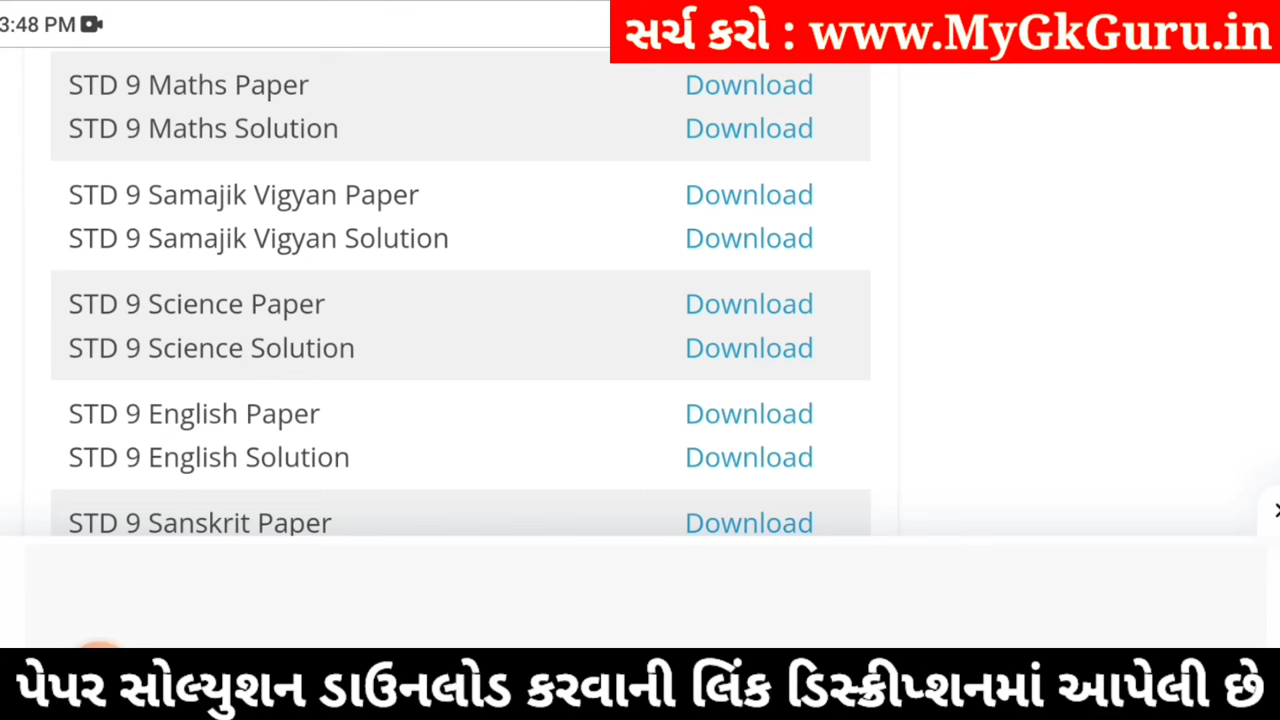 3:48 PM
સર્ચ કરો : www.MyGkGuru.in
STD 9 Maths Paper Download
STD 9 Maths Solution Download
STD 9 Samajik Vigyan Paper Download
STD 9 Samajik Vigyan Solution Download
STD 9 Science Paper Download
STD 9 Science Solution Download
STD 9 English Paper Download
STD 9 English Solution Download
STD 9 Sanskrit Paper Download
પેપર સોલ્યુશન ડાઉનલોડ કરવાની લિંક ડિસ્ક્રીપ્શનમાં આપેલી છે